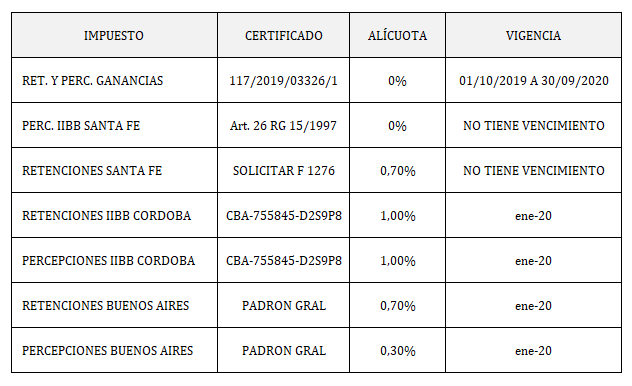 IMPUESTO CERTIFICADO ALÍCUOTA VIGENCIA
RET. Y PERC. GANANCIAS 117/2019/03326/1 0% 01/10/2019 A 30/09/2020
PERC. IIBB SANTA FE Art. 26 RG 15/1997 0% NO TIENE VENCIMIENTO
RETENCIONES SANTA FE SOLICITAR F 1276 0,70% NO TIENE VENCIMIENTO
RETENCIONES IIBB CORDOBA CBA-755845-D2S9P8 1,00% ene-20
PERCEPCIONES IIBB CORDOBA CBA-755845-D2S9P8 1,00% ene-20
RETENCIONES BUENOS AIRES PADRON GRAL 0,70% ene-20
PERCEPCIONES BUENOS AIRES PADRON GRAL 0,30% ene-20